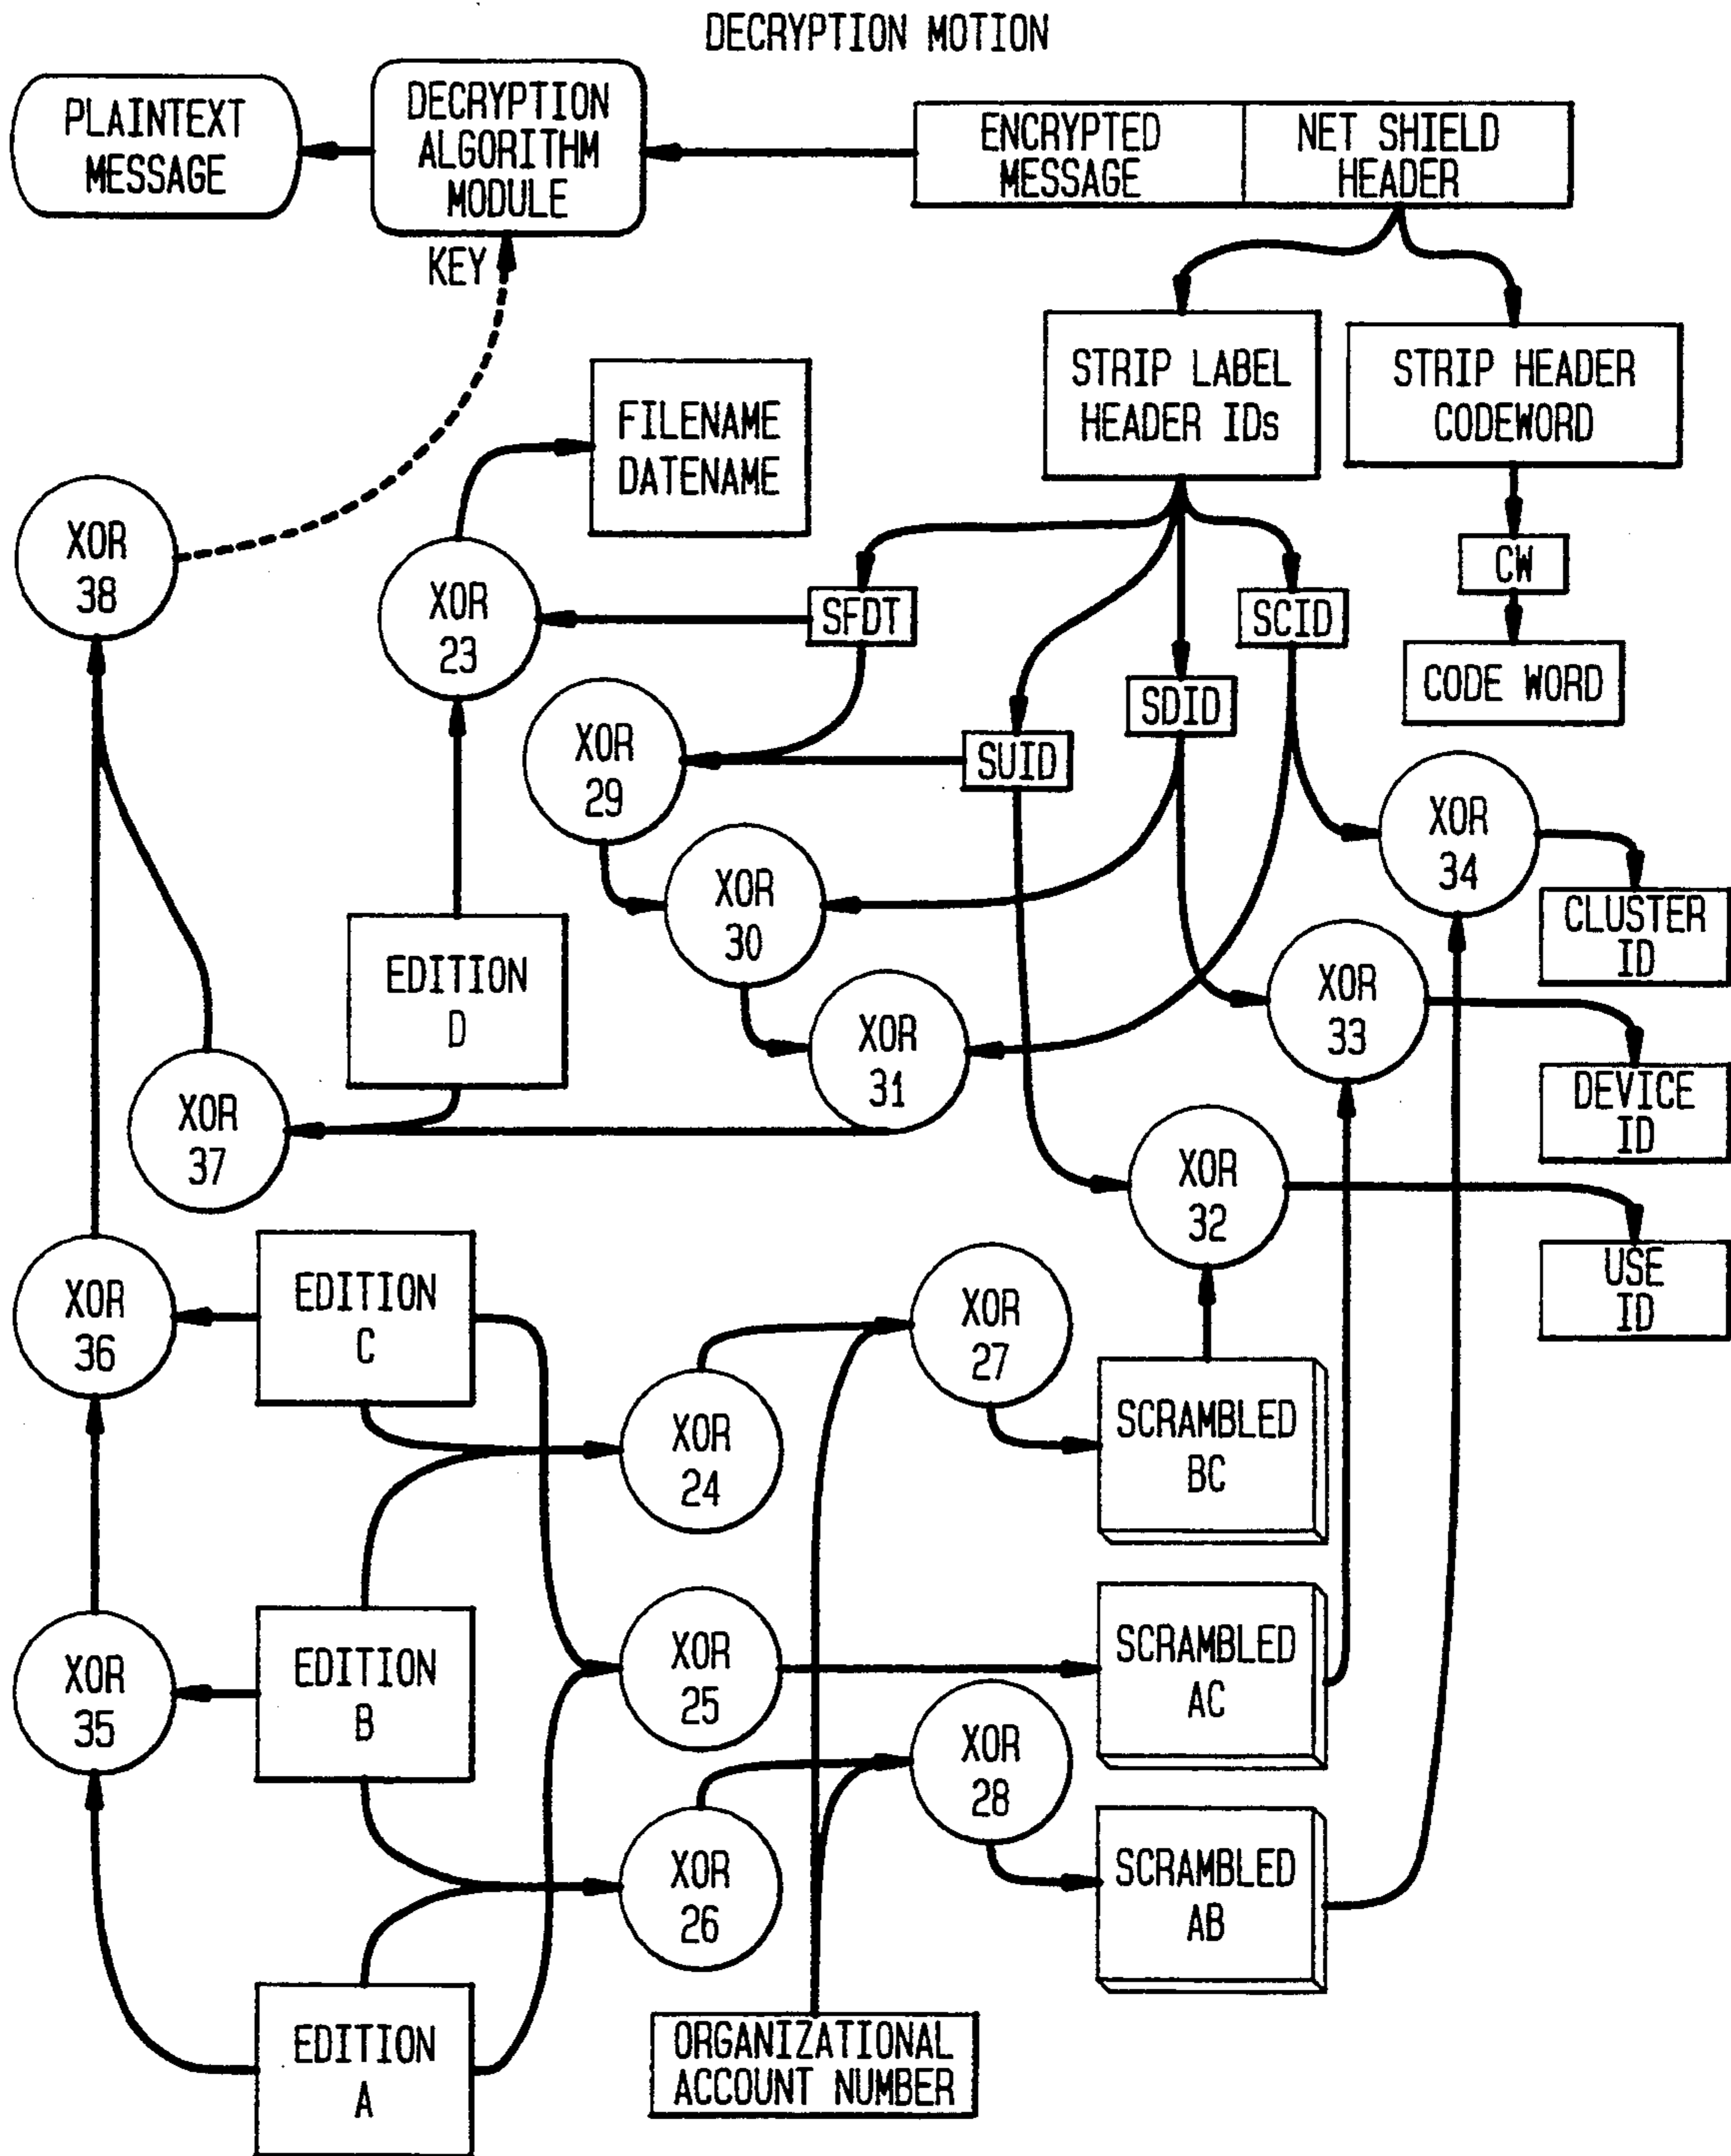 DECRYPTION MOTION
PLAINTEXT
MESSAGE
DECRYPTION
ALGORITHM
MODULE
ENCRYPTED
MESSAGE
NET SHIELD
HEADER
KEY
STRIP LABEL
HEADER IDs
STRIP HEADER
CODEWORD
FILENAME
DATENAME
XOR
38
XOR
23
SFDT
SCID
CW
CODE WORD
SDID
SUID
XOR
29
XOR
34
XOR
30
CLUSTER
ID
EDITION
D
XOR
33
XOR
31
DEVICE
ID
XOR
37
XOR
32
USE
ID
XOR
36
EDITION
C
XOR
27
XOR
24
SCRAMBLED
BC
XOR
35
EDITION
B
XOR
25
SCRAMBLED
AC
XOR
28
XOR
26
SCRAMBLED
AB
EDITION
A
ORGANIZATIONAL
ACCOUNT NUMBER